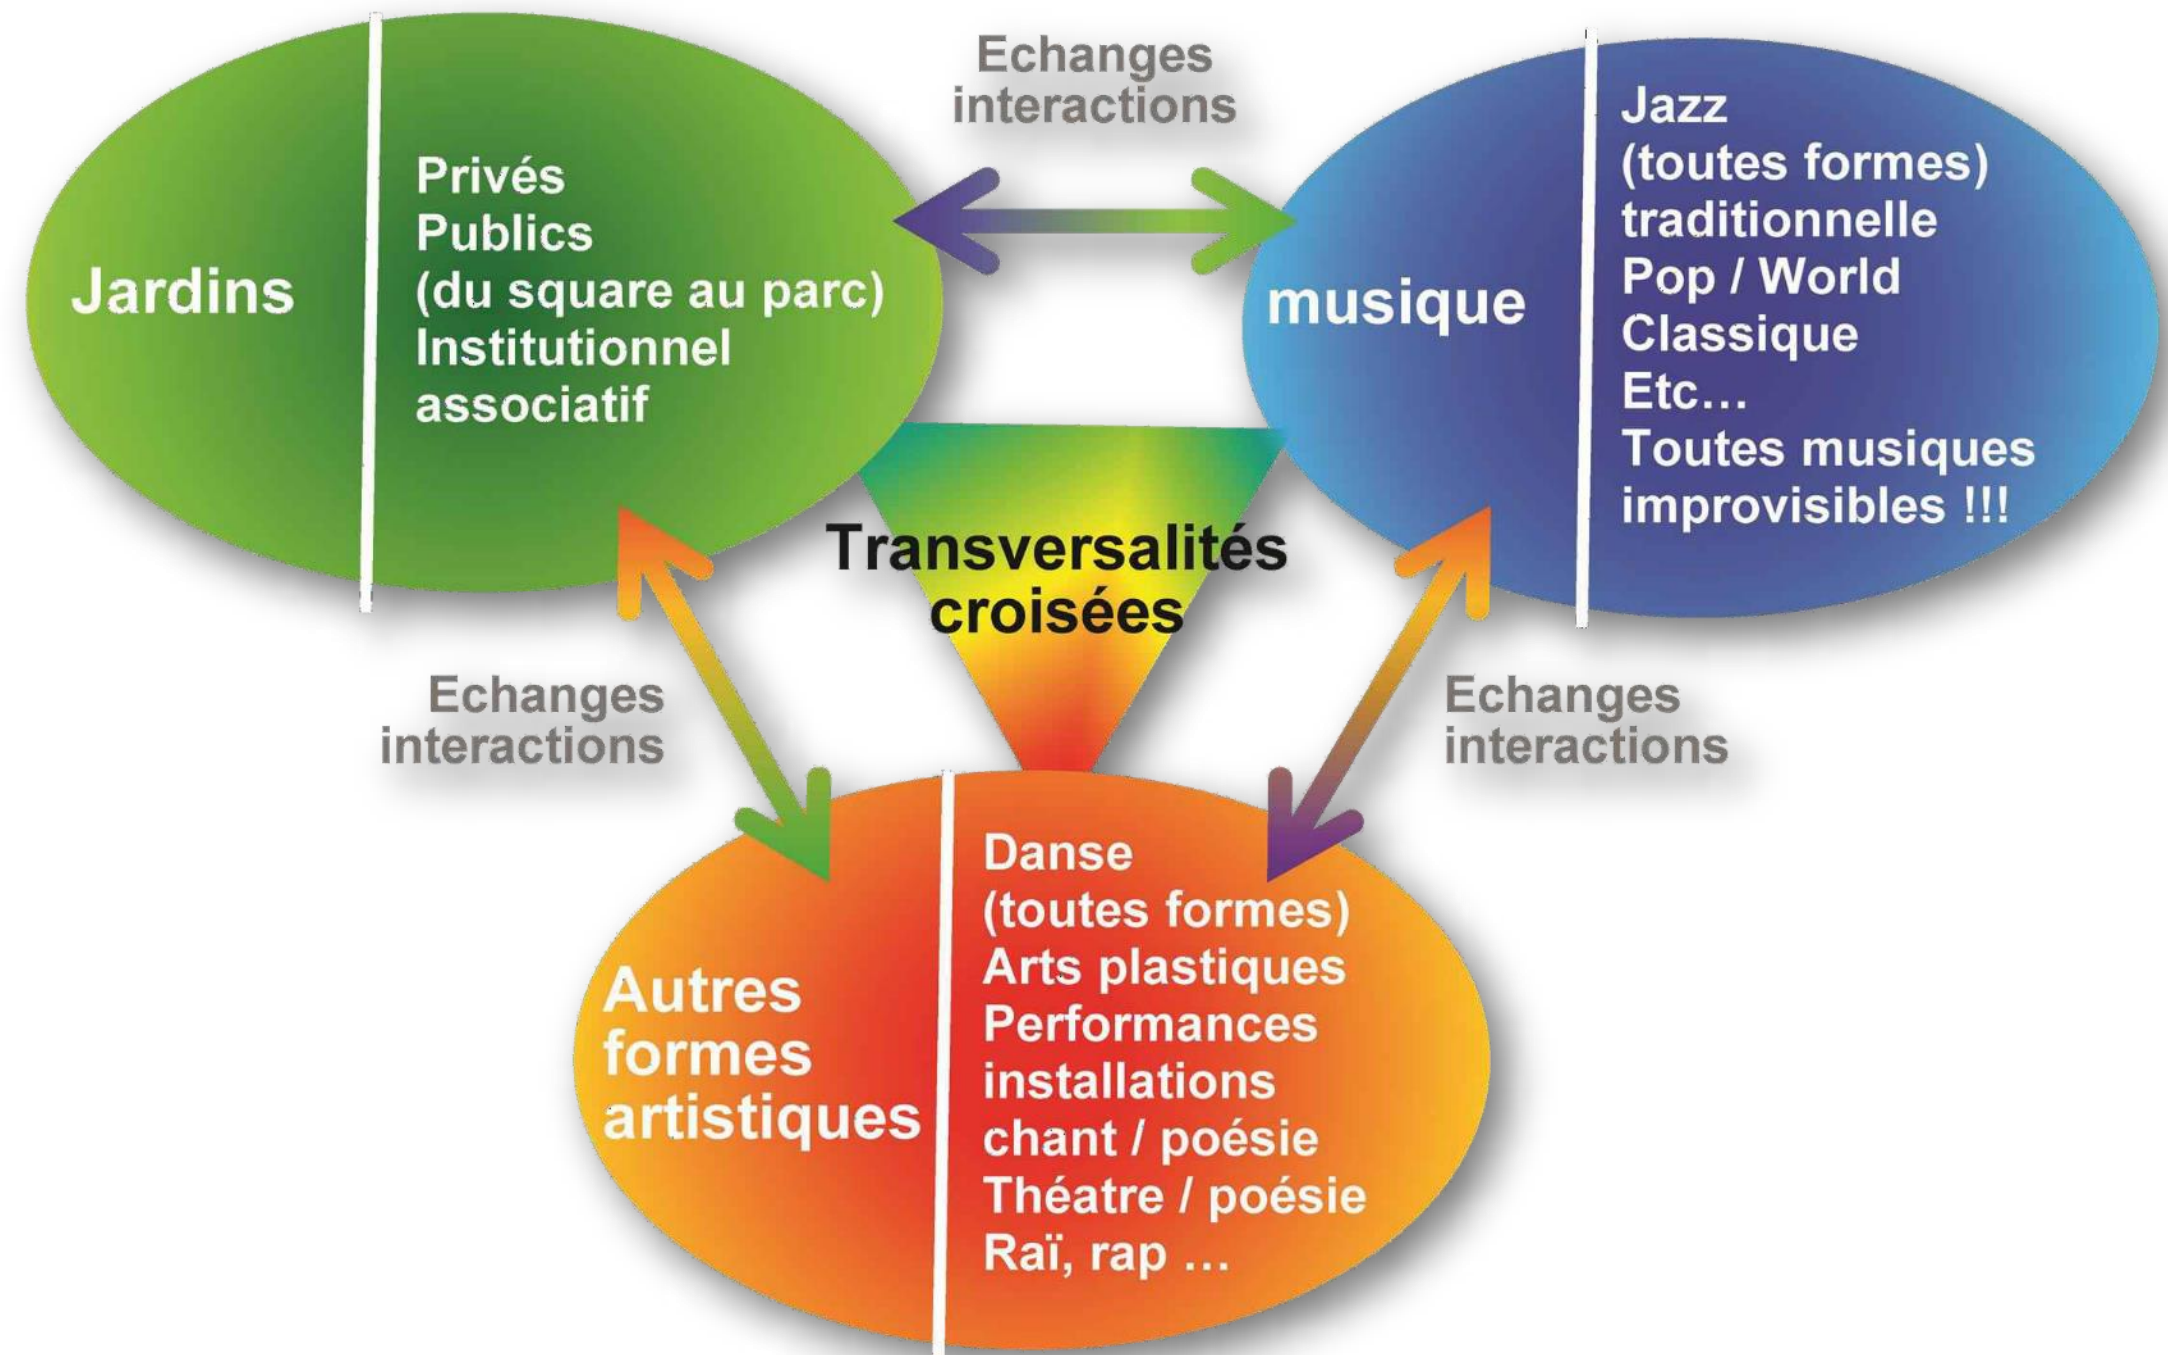 Jardins
Privés
Publics
(du square au parc)
Institutionnel
associatif
Echanges
interactions
musique
Jazz
(toutes formes)
traditionnelle
Pop / World
Classique
Etc...
Toutes musiques
improvisibles !!!
Transversalités
croisées
Echanges
interactions
Echanges
interactions
Autres
formes
artistiques
Danse
(toutes formes)
Arts plastiques
Performances
installations
chant / poésie
Théatre / poésie
Raï, rap ...